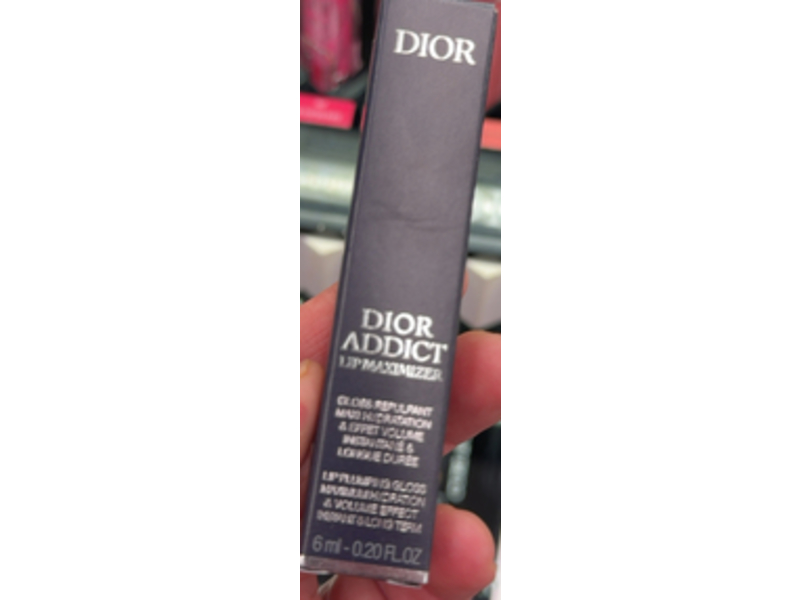 DIOR
DIOR
ADDICT
LIP MAXIMIZER
GLOSS REPULPANT
MAXI HYDRATATION
& EFFET VOLUME
INSTANTANÉ &
LONGUE DURÉE
LIP PLUMPING GLOSS
MAXIMUM HYDRATION
& VOLUME EFFECT
INSTANT & LONG TERM
6 ml - 0.20 FL.OZ